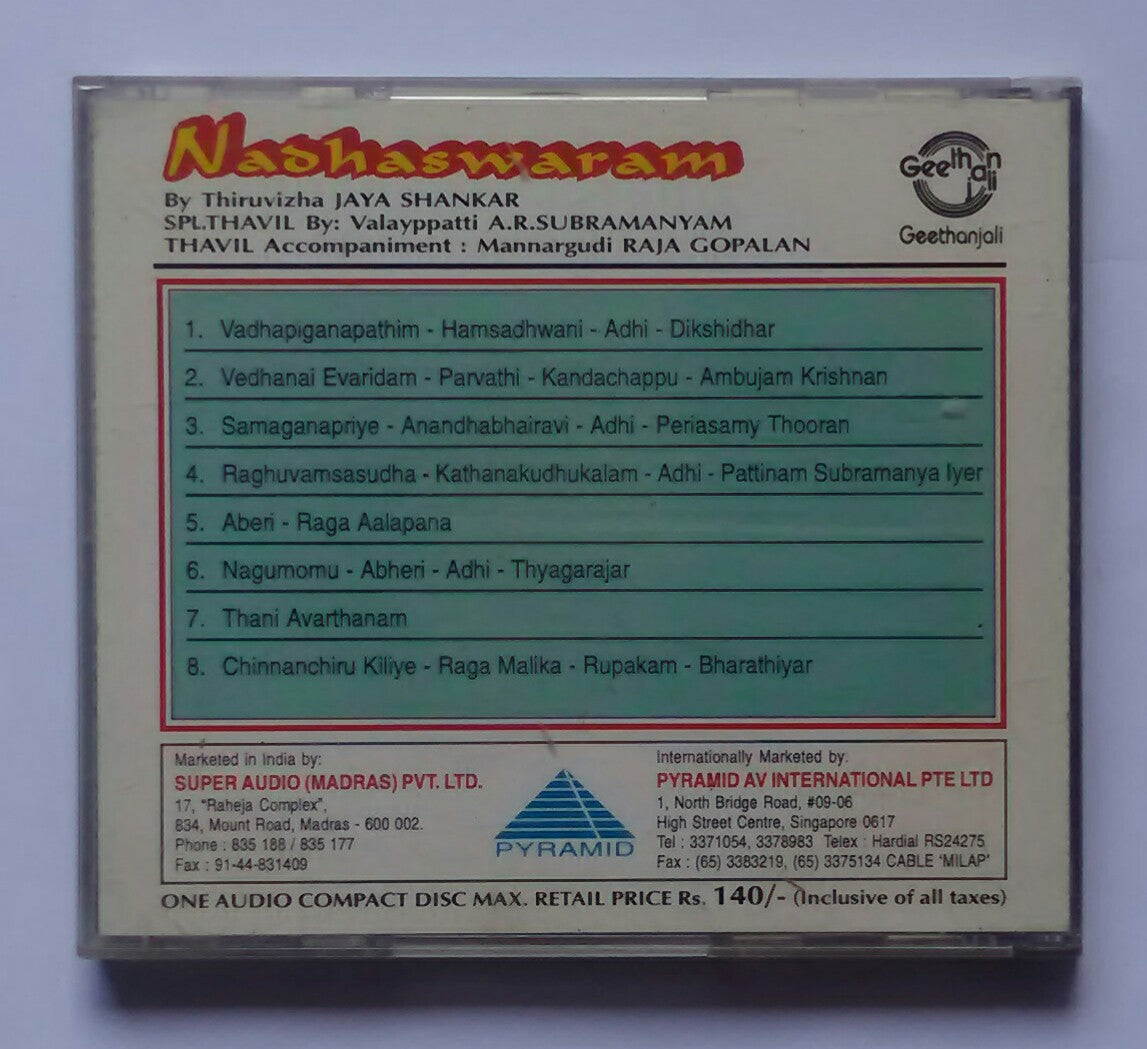 Nadhaswaram
By Thiruvizha JAYA SHANKAR
SPL.THAVIL By: Valayppatti A.R.SUBRAMANYAM
THAVIL Accompaniment : Mannargudi RAJA GOPALAN
Geethanjali
Geethanjali
1. Vadhapiganapathim - Hamsadhwani - Adhi - Dikshidhar
2. Vedhanai Evaridam - Parvathi - Kandachappu - Ambujam Krishnan
3. Samaganapriye - Anandhabhairavi - Adhi - Periasamy Thooran
4. Raghuvamsasudha - Kathanakudhukalam - Adhi - Pattinam Subramanya Iyer
5. Aberi - Raga Aalapana
6. Nagumomu - Abheri - Adhi - Thyagarajar
7. Thani Avarthanam
8. Chinnanchiru Kiliye - Raga Malika - Rupakam - Bharathiyar
Marketed in India by:
SUPER AUDIO (MADRAS) PVT. LTD.
17, "Raheja Complex",
834, Mount Road, Madras - 600 002.
Phone : 835 188 / 835 177
Fax : 91-44-831409
PYRAMID
Internationally Marketed by:
PYRAMID AV INTERNATIONAL PTE LTD
1, North Bridge Road, #09-06
High Street Centre, Singapore 0617
Tel : 3371054, 3378983 Telex : Hardial RS24275
Fax : (65) 3383219, (65) 3375134 CABLE 'MILAP'
ONE AUDIO COMPACT DISC MAX. RETAIL PRICE Rs. 140/- (Inclusive of all taxes)